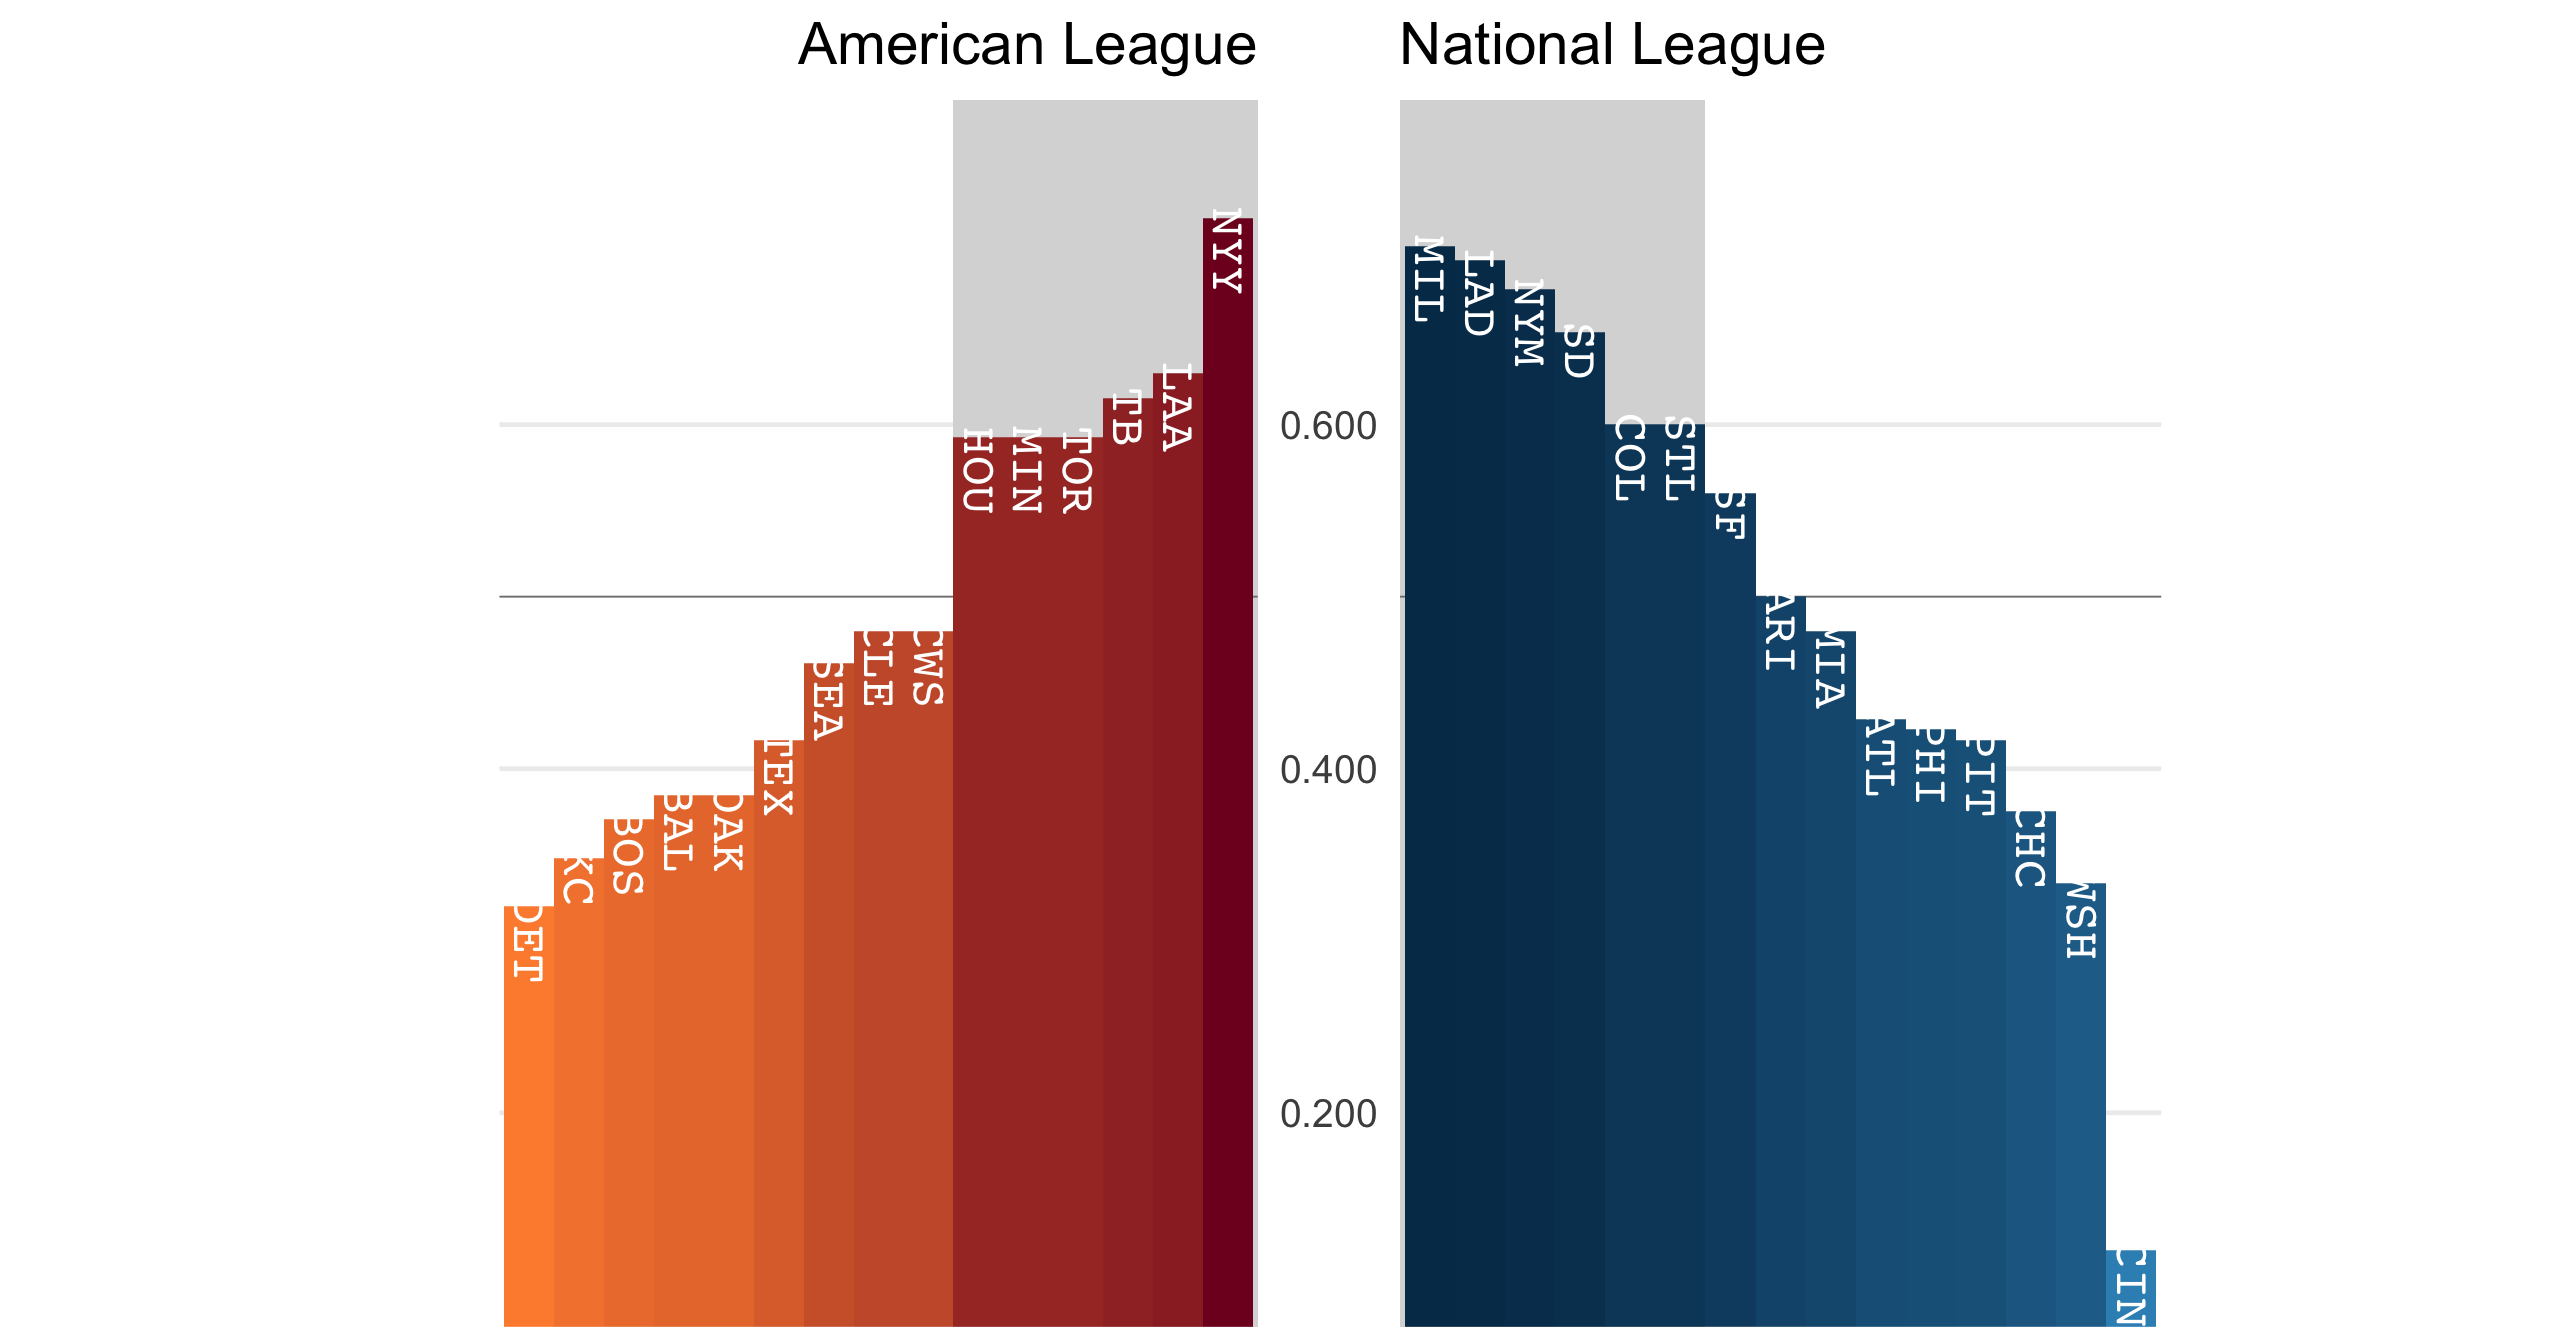 American League
National League
NYY
LAA
TB
TOR
MIN
HOU
CWS
CLE
SEA
TEX
OAK
BAL
BOS
KC
DET
0.600
0.400
0.200
MIL
LAD
NYM
SD
COL
STL
SF
ARI
MIA
ATL
PHI
PIT
CHC
WSH
CIN